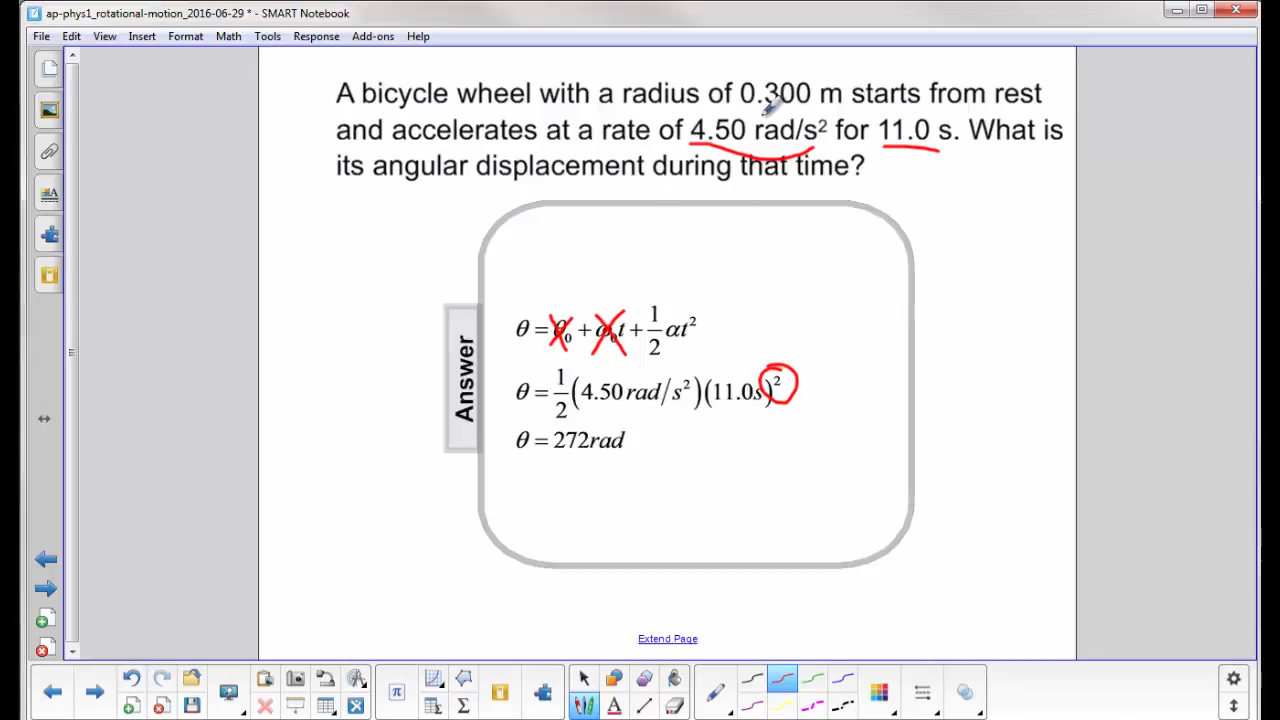 ap-phys1_rotational-motion_2016-06-29 * - SMART Notebook
File Edit View Insert Format Math Tools Response Add-ons Help
A bicycle wheel with a radius of 0.300 m starts from rest
and accelerates at a rate of 4.50 rad/s² for 11.0 s. What is
its angular displacement during that time?
Answer
θ = θ₀ + ω₀t + 1/2 αt²
θ = 1/2 (4.50 rad/s²)(11.0s)²
θ = 272rad
Extend Page